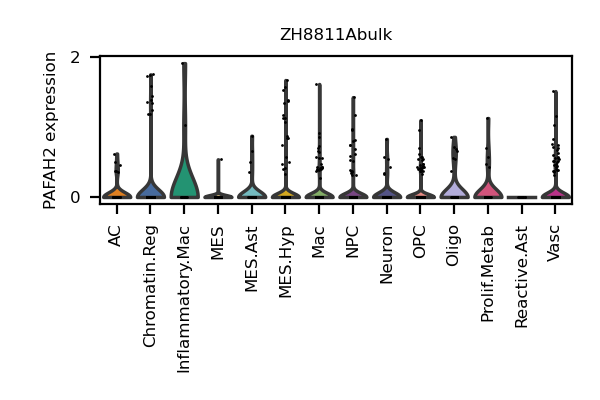 ZH8811Abulk
PAFAH2 expression
2
0
AC
Chromatin.Reg
Inflammatory.Mac
MES
MES.Ast
MES.Hyp
Mac
NPC
Neuron
OPC
Oligo
Prolif.Metab
Reactive.Ast
Vasc